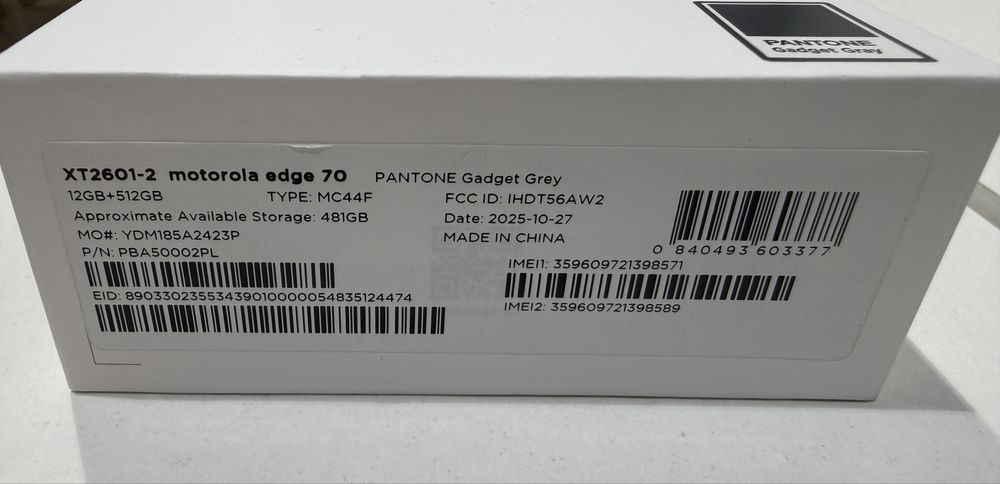 PANTONE
Gadget Gray
XT2601-2 motorola edge 70 PANTONE Gadget Grey
12GB+512GB TYPE: MC44F FCC ID: IHDT56AW2
Approximate Available Storage: 481GB Date: 2025-10-27
MO#: YDM185A2423P MADE IN CHINA
0 840493 603377
P/N: PBA50002PL
IMEI1: 359609721398571
EID: 89033023553439010000054835124474
IMEI2: 359609721398589